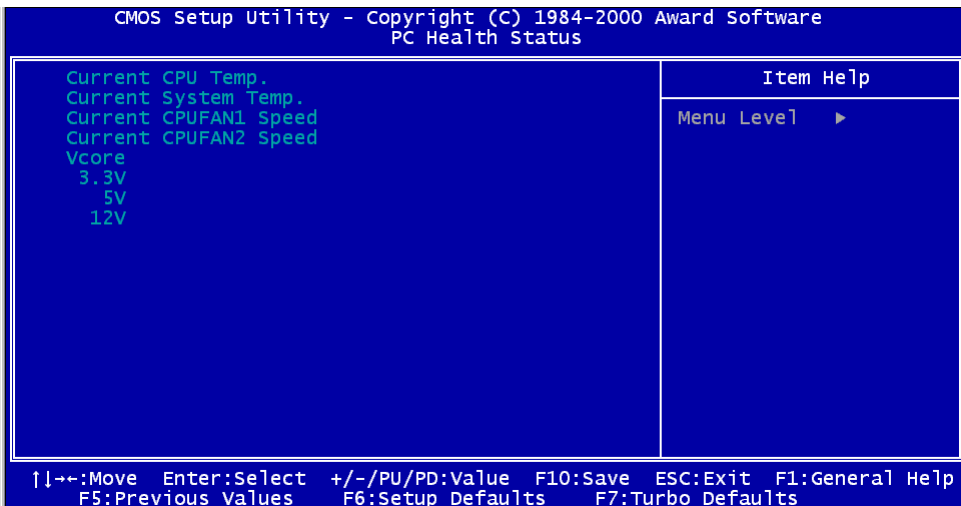 CMOS Setup Utility - Copyright (C) 1984-2000 Award Software
PC Health Status
Current CPU Temp.
Current System Temp.
Current CPUFAN1 Speed
Current CPUFAN2 Speed
Vcore
3.3V
5V
12V
Item Help
Menu Level ►
↑↓→←:Move Enter:Select +/-/PU/PD:Value F10:Save ESC:Exit F1:General Help
F5:Previous Values F6:Setup Defaults F7:Turbo Defaults